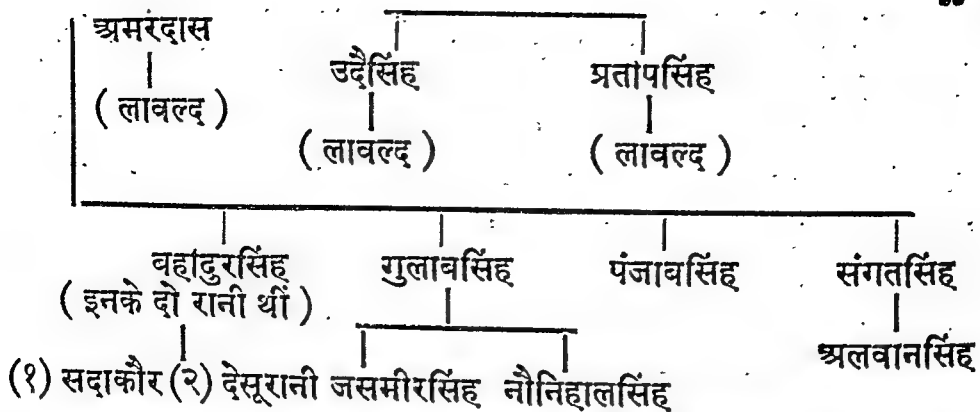 अमरदास
उदैसिंह प्रतापसिंह
( लावल्द )
( लावल्द ) ( लावल्द )
वहादुरसिंह गुलाबसिंह पंजाबसिंह संगतसिंह
( इनके दो रानी थीं )
अलवानसिंह
(१) सदाकौर (२) देसूरानी जसमीरसिंह नौनिहालसिंह